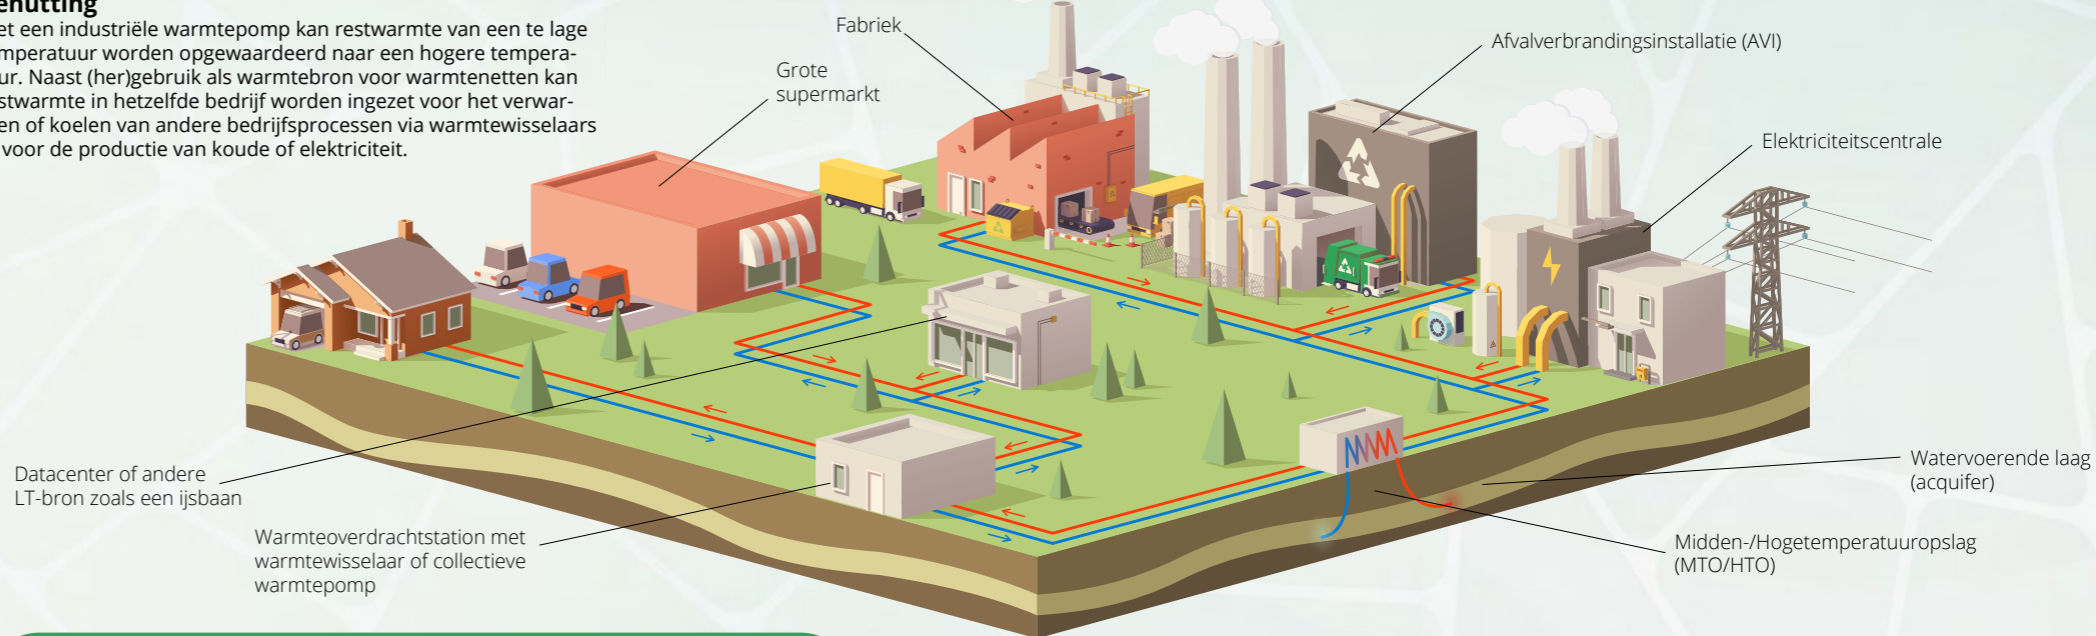 enutting
et een industriële warmtepomp kan restwarmte van een te lage
mperatuur worden opgewaardeerd naar een hogere tempera-
ur. Naast (her)gebruik als warmtebron voor warmtenetten kan
stwarmte in hetzelfde bedrijf worden ingezet voor het verwar-
en of koelen van andere bedrijfsprocessen via warmtewisselaars
voor de productie van koude of elektriciteit.
Fabriek
Grote
supermarkt
Afvalverbrandingsinstallatie (AVI)
Elektriciteitscentrale
Datacenter of andere
LT-bron zoals een ijsbaan
Warmteoverdrachtstation met
warmtewisselaar of collectieve
warmtepomp
Watervoerende laag
(acquifer)
Midden-/Hogetemperatuuropslag
(MTO/HTO)